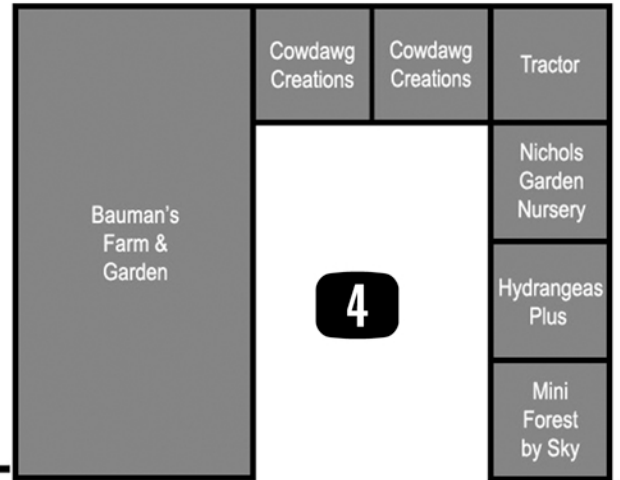 Cowdawg
Creations
Cowdawg
Creations
Tractor
Nichols
Garden
Nursery
Bauman's
Farm &
Garden
4
Hydrangeas
Plus
Mini
Forest
by Sky